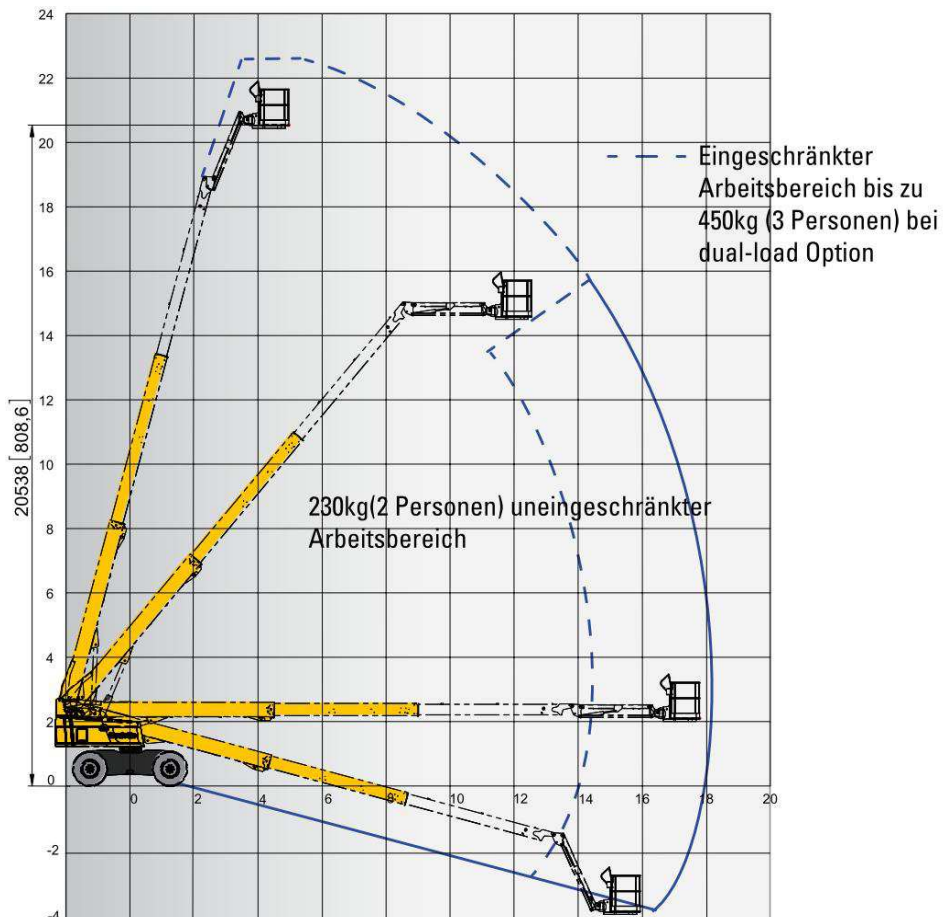 24
22
20
18
16
14
12
10
8
6
4
2
0
-2
-4
20538 [ 808,6 ]
0 2 4 6 8 10 12 14 16 18 20
Eingeschränkter
Arbeitsbereich bis zu
450kg (3 Personen) bei
dual-load Option
230kg(2 Personen) uneingeschränkter
Arbeitsbereich